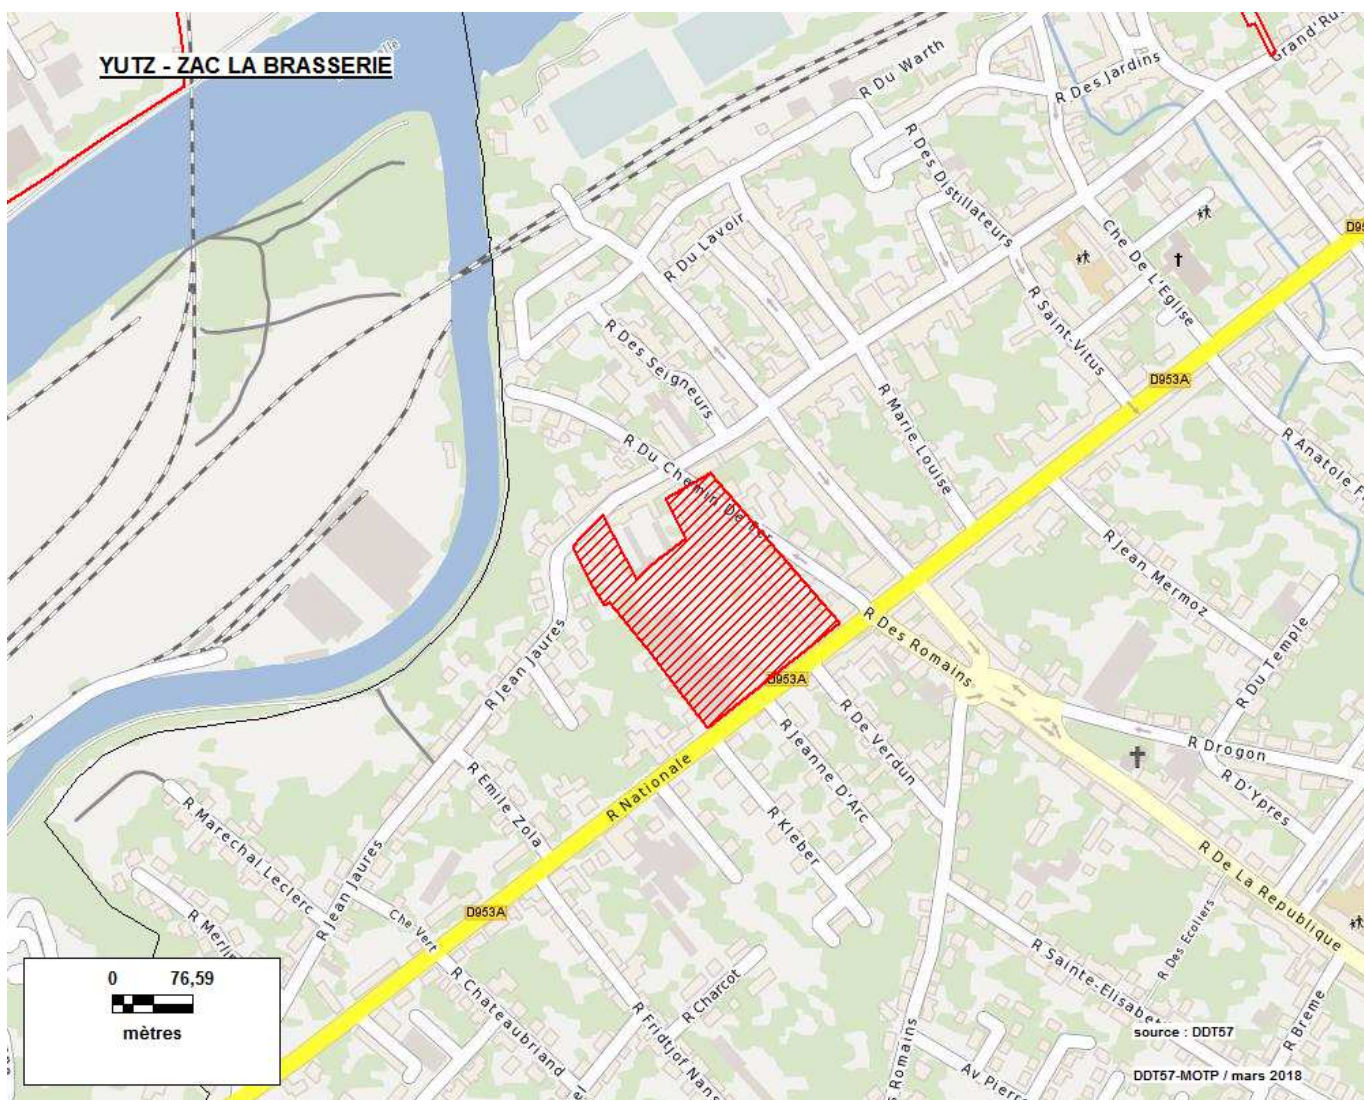 YUTZ - ZAC LA BRASSERIE
Grand'Ru
R Du Warth
R Des Jardins
R Des Distillateurs
R Du Lavoir
Che De L'Eglise
D95
R Saint-Vitus
R Des Seigneurs
D953A
R Marie Louise
R Du Chemin De Fer
R Anatole F
R Jean Mermoz
R Des Romains
R Du Temple
R Jean Jaures
D953A
R De Verdun
R Drogon
R Jeanne D'Arc
R Nationale
R D'Ypres
R Emile Zola
R Kleber
R De La Republique
R Marechal Leclerc
R Jean Jaures
D953A
Che Vert
R Merl
R Des Ecoliers
R Sainte-Elisabe
R Charcot
R Chateaubriand
R Fridtjof Nans
R Breme
Romains
Av Pierre
0 76,59
mètres
source : DDT57
DDT57-MOTP / mars 2018